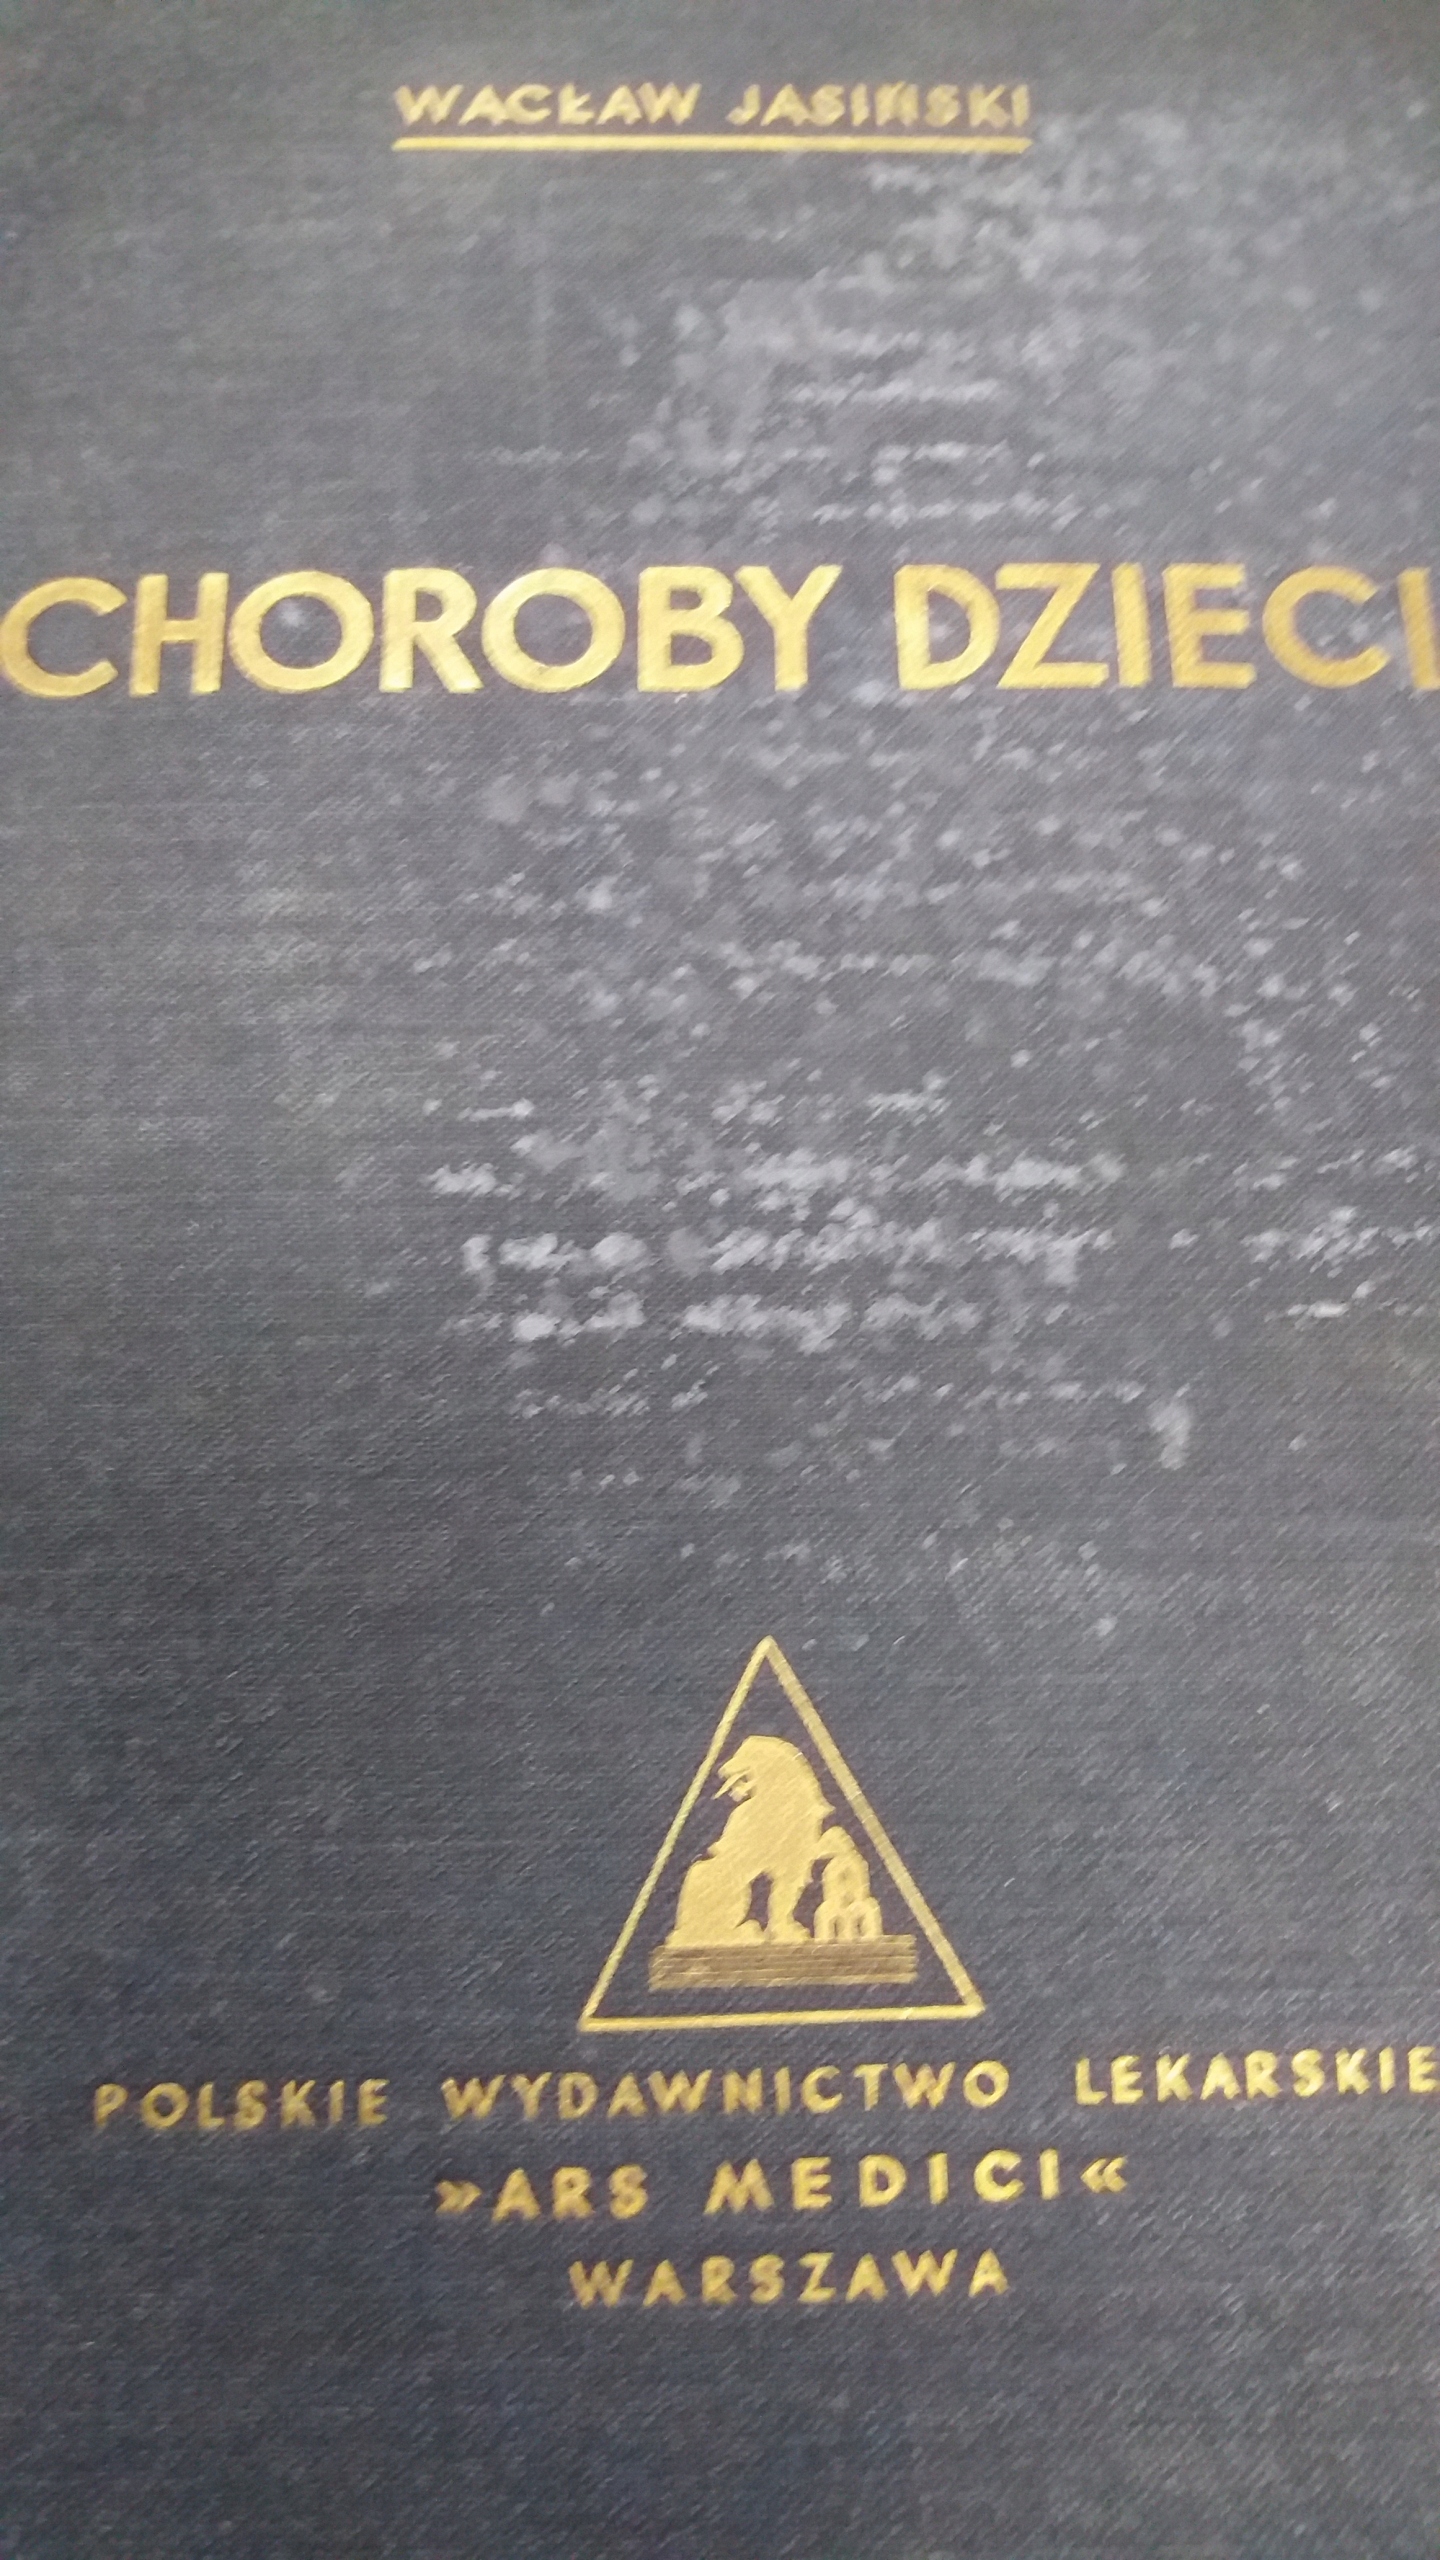 WACŁAW JASIŃSKI
CHOROBY DZIECI
POLSKIE WYDAWNICTWO LEKARSKIE
»ARS MEDICI«
WARSZAWA